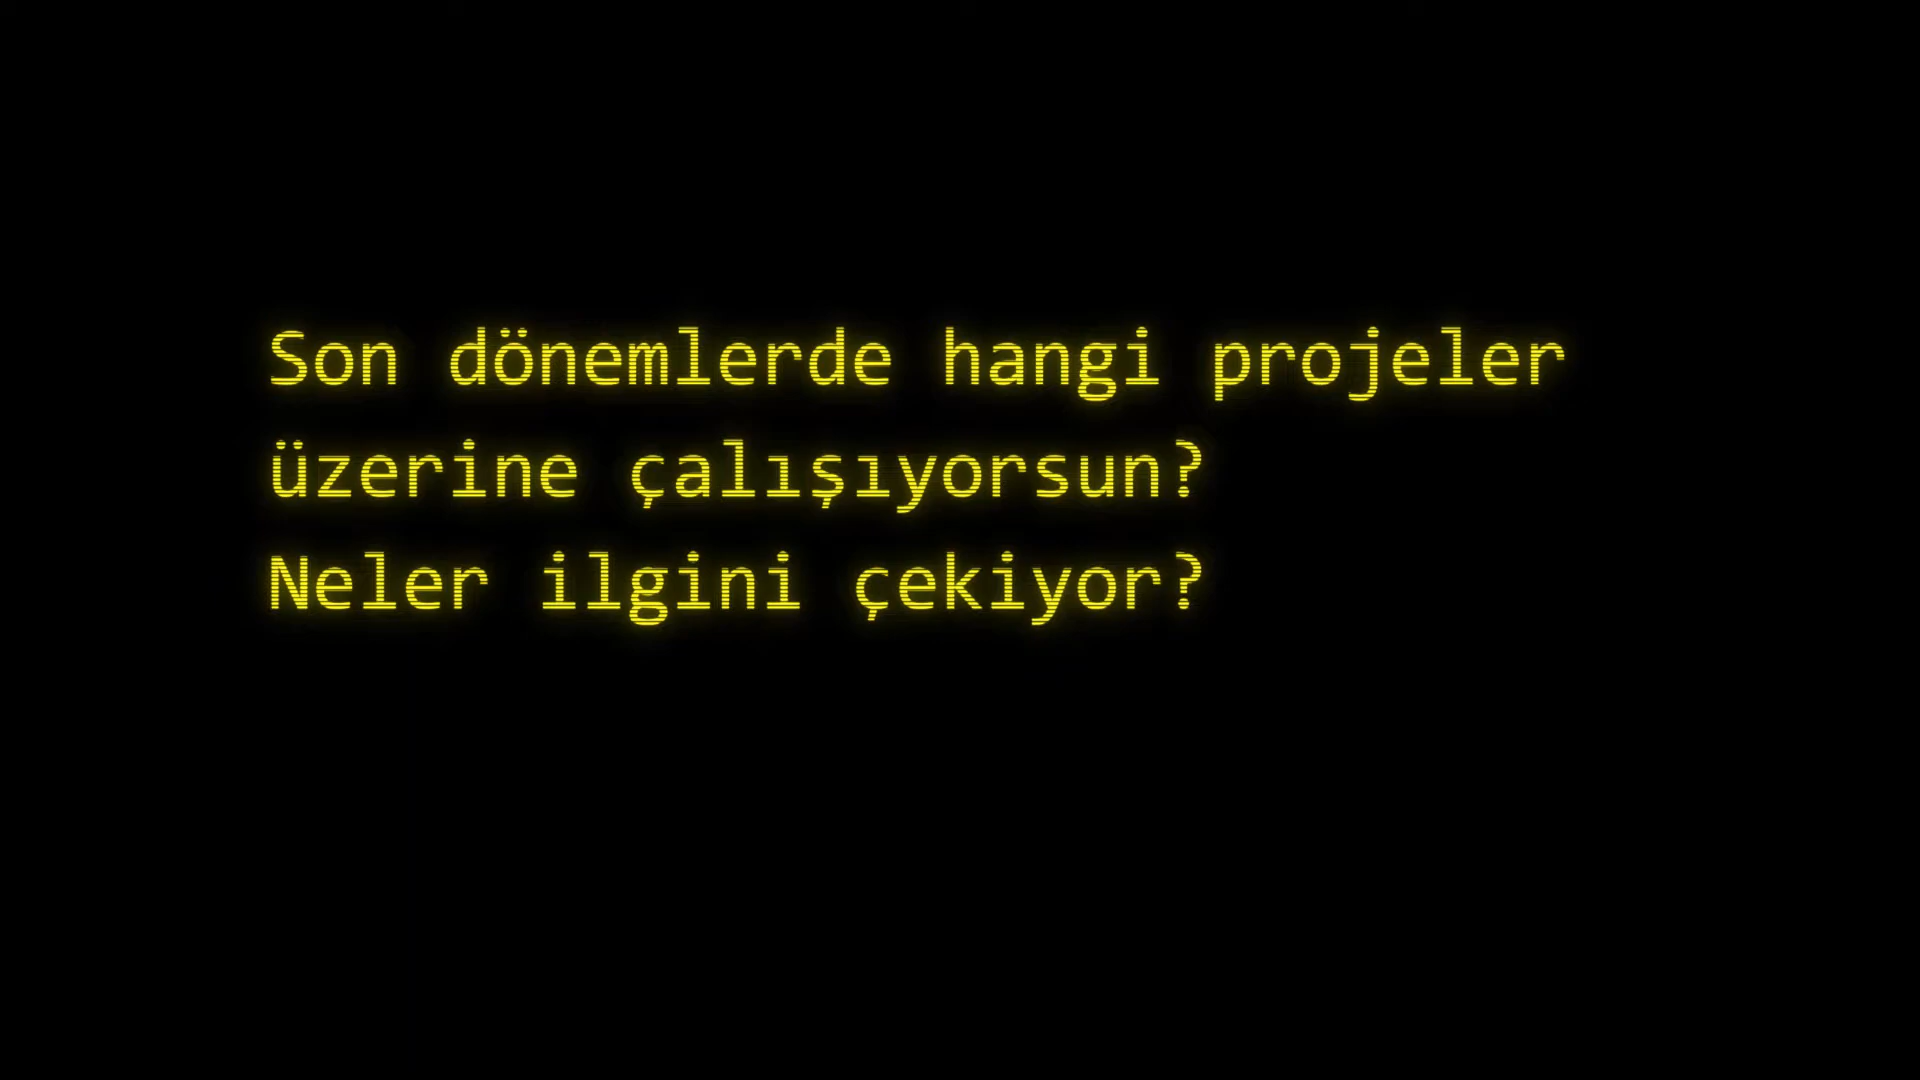 Son dönemlerde hangi projeler
üzerine çalışıyorsun?
Neler ilgini çekiyor?